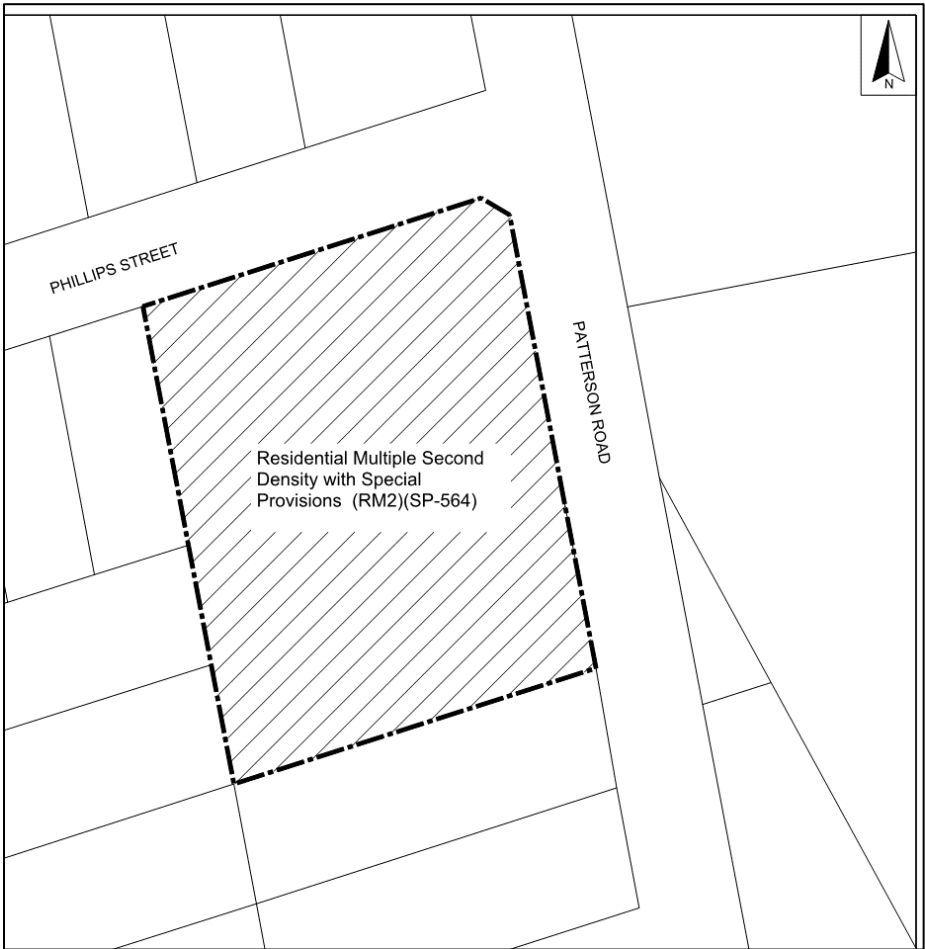 N
PHILLIPS STREET
PATTERSON ROAD
Residential Multiple Second
Density with Special
Provisions (RM2)(SP-564)